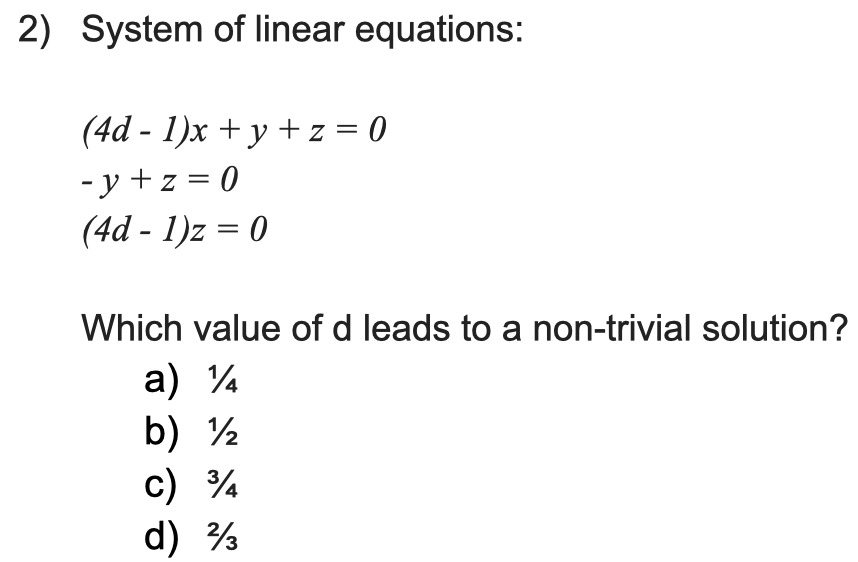 2) System of linear equations:
(4d - 1)x + y + z = 0
- y + z = 0
(4d - 1)z = 0
Which value of d leads to a non-trivial solution?
a) ¼
b) ½
c) ¾
d) ⅔